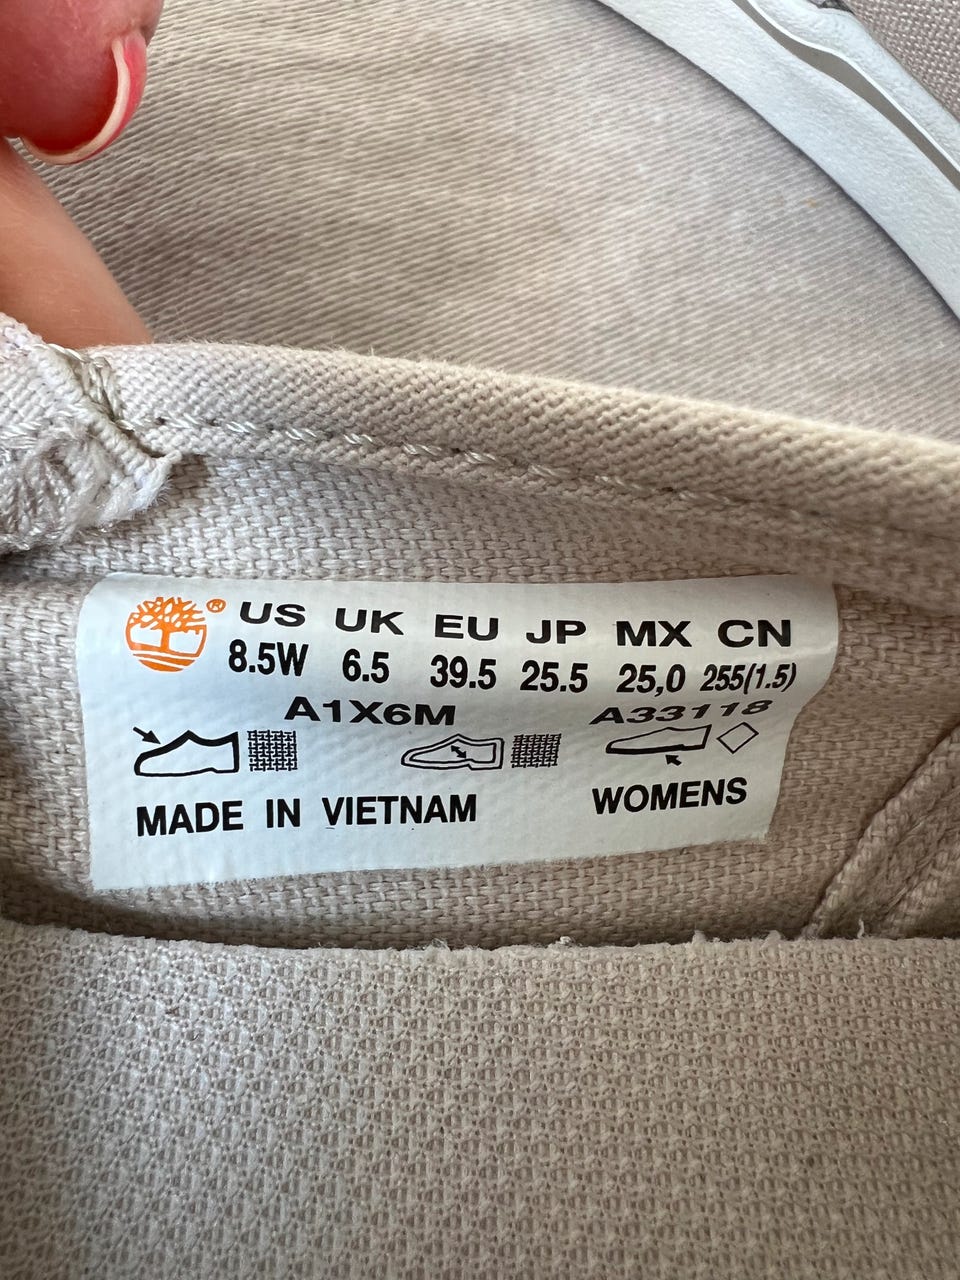 ® US UK EU JP MX CN
8.5W 6.5 39.5 25.5 25,0 255(1.5)
A1X6M A33118
MADE IN VIETNAM WOMENS